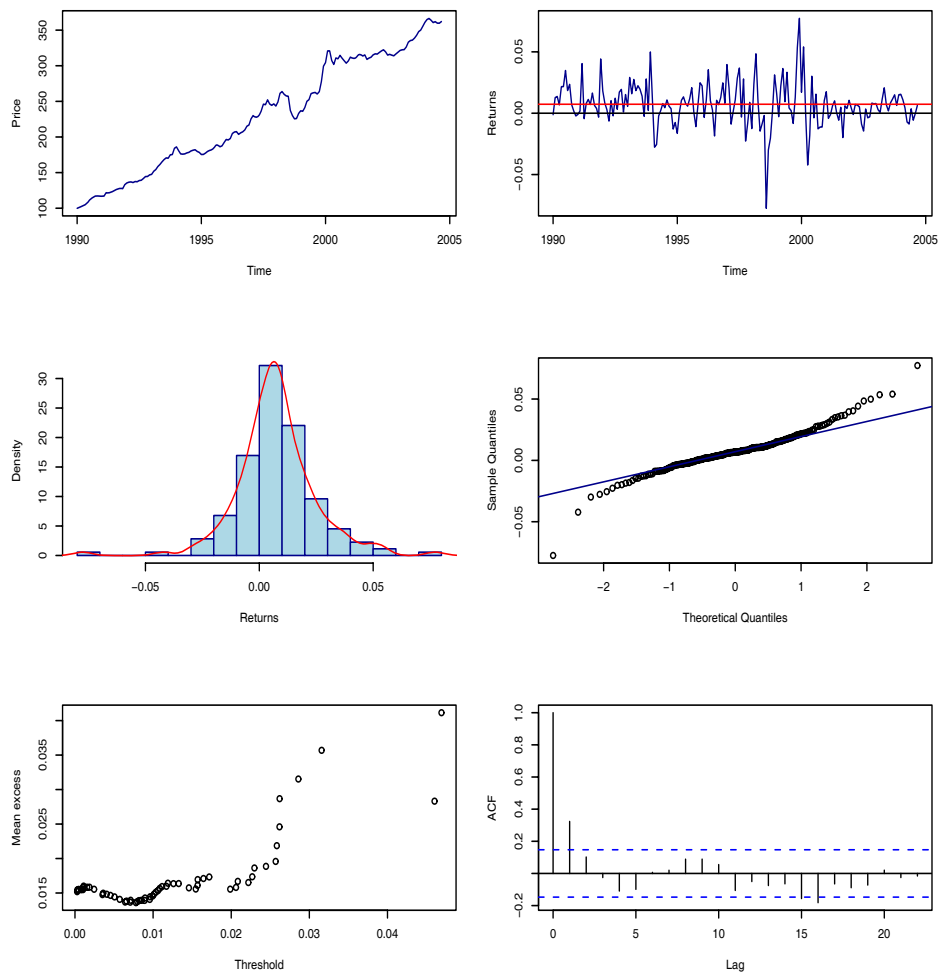 Price
100 150 200 250 300 350
1990 1995 2000 2005
Time
Returns
−0.05 0.00 0.05
1990 1995 2000 2005
Time
Density
0 5 10 15 20 25 30
−0.05 0.00 0.05
Returns
Sample Quantiles
−0.05 0.00 0.05
−2 −1 0 1 2
Theoretical Quantiles
Mean excess
0.015 0.025 0.035
0.00 0.01 0.02 0.03 0.04
Threshold
ACF
−0.2 0.2 0.4 0.6 0.8 1.0
0 5 10 15 20
Lag